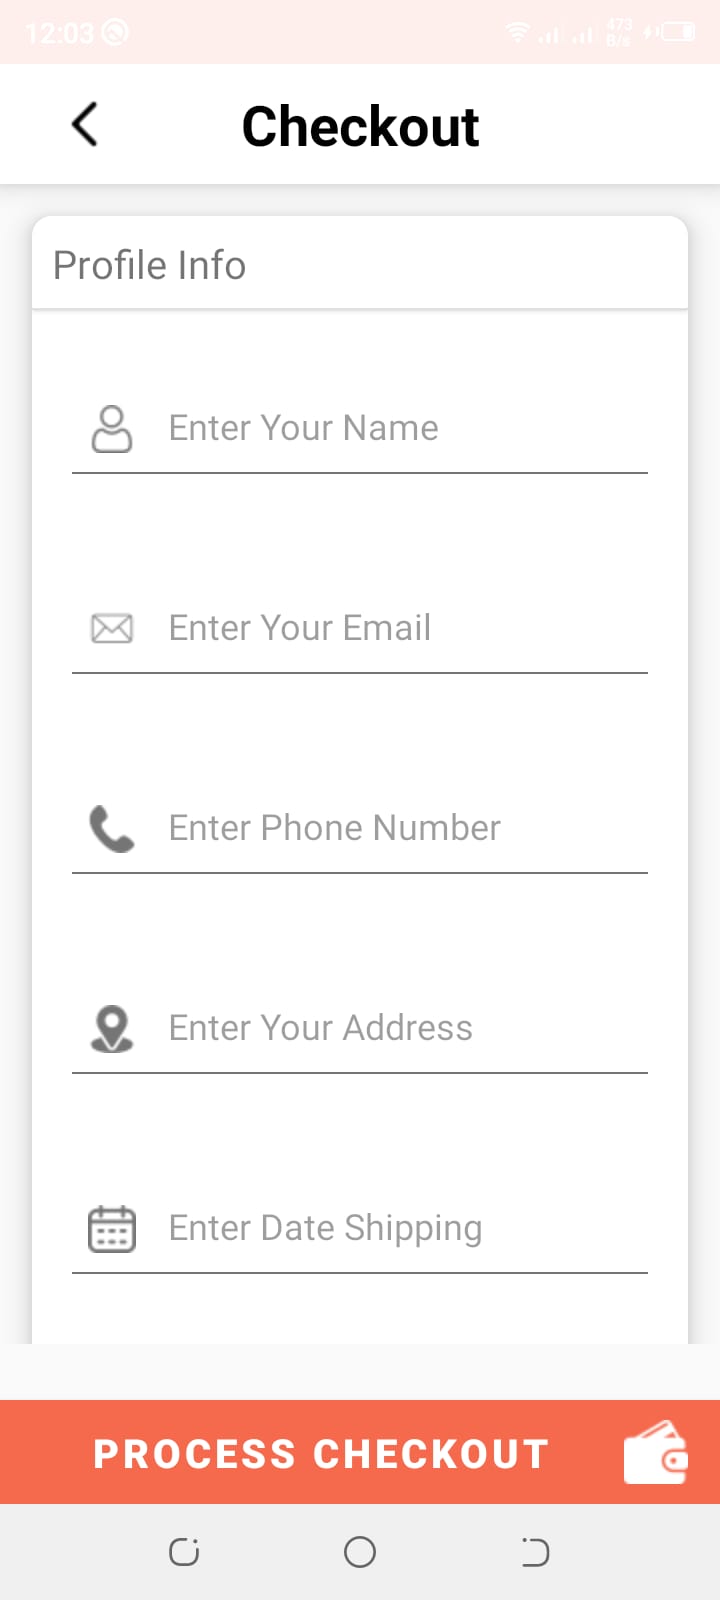 12:03
473
B/s
Checkout
Profile Info
Enter Your Name
Enter Your Email
Enter Phone Number
Enter Your Address
Enter Date Shipping
PROCESS CHECKOUT